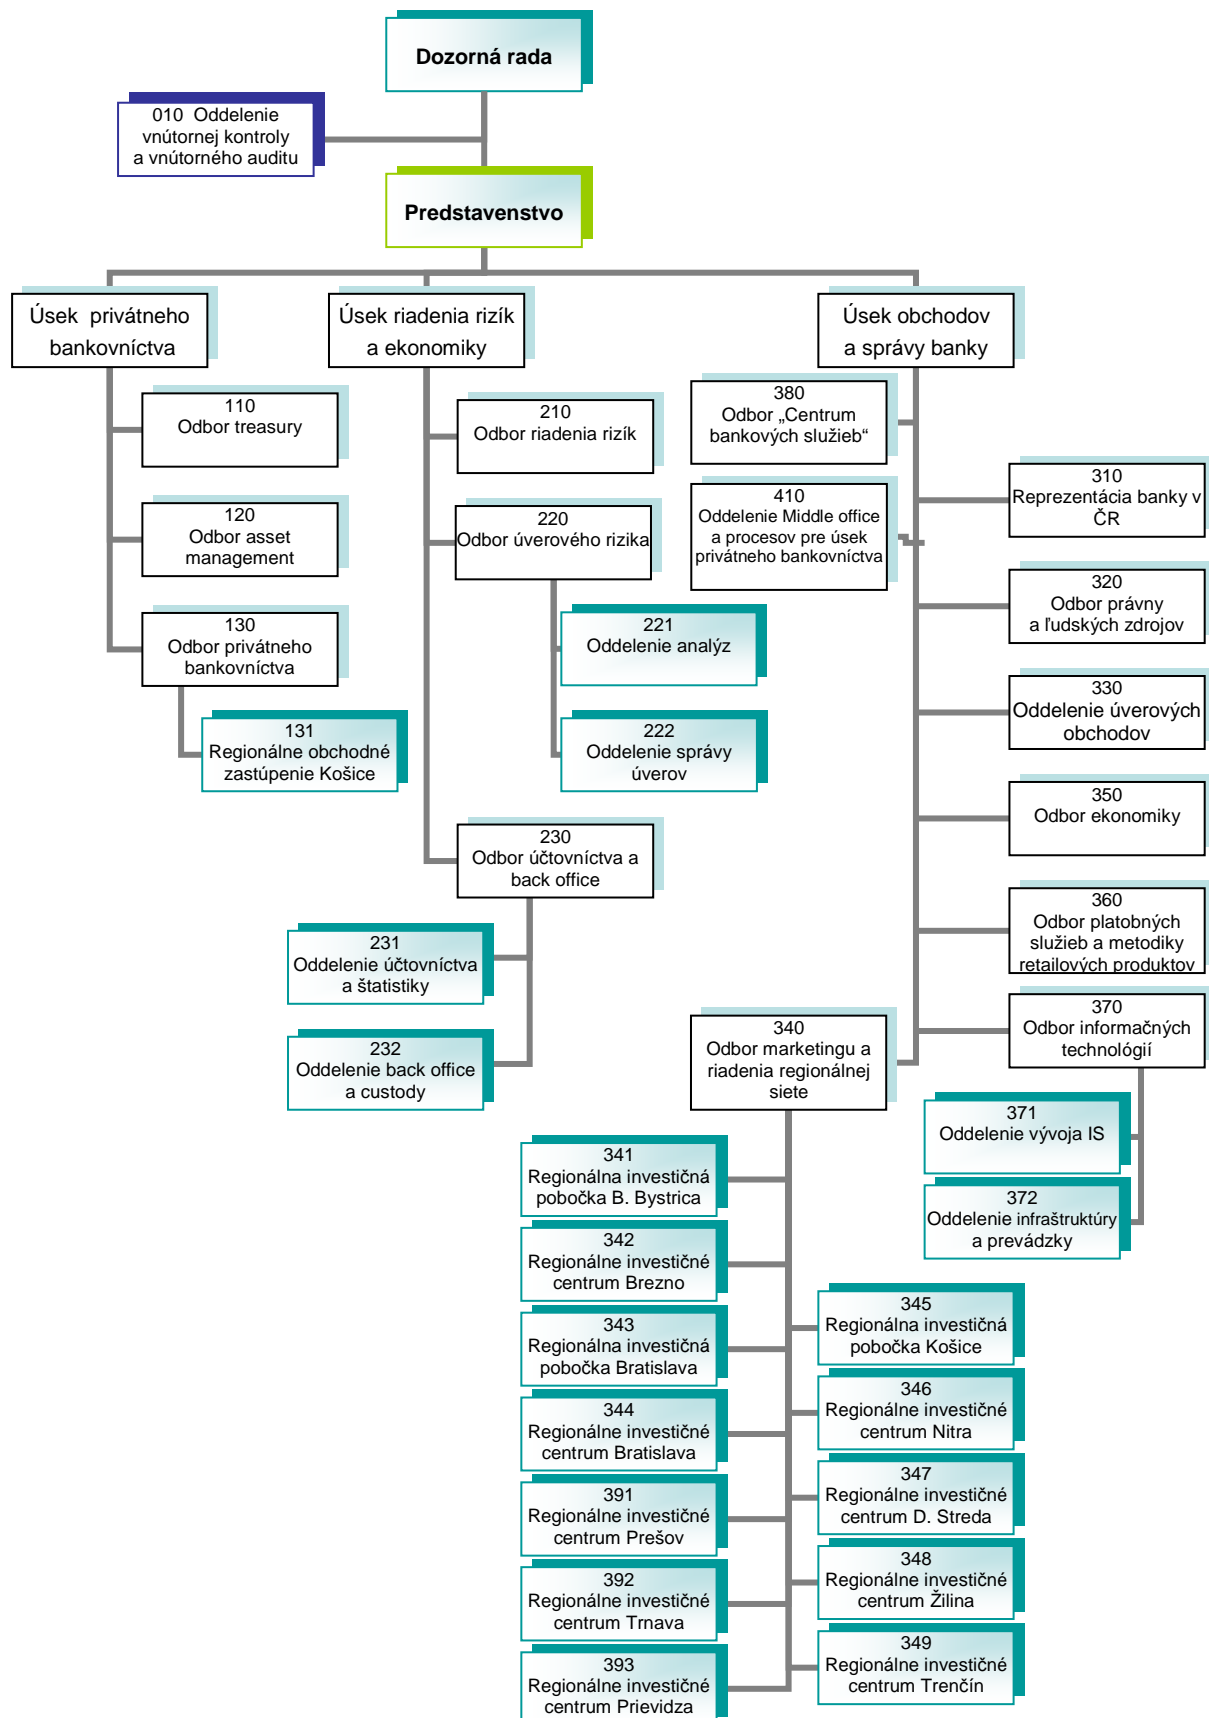 Dozorná rada
010 Oddelenie
vnútornej kontroly
a vnútorného auditu
Predstavenstvo
Úsek privátneho
bankovníctva
110
Odbor treasury
120
Odbor asset
management
130
Odbor privátneho
bankovníctva
131
Regionálne obchodné
zastúpenie Košice
Úsek riadenia rizík
a ekonomiky
210
Odbor riadenia rizík
220
Odbor úverového rizika
221
Oddelenie analýz
222
Oddelenie správy
úverov
230
Odbor účtovníctva a
back office
231
Oddelenie účtovníctva
a štatistiky
232
Oddelenie back office
a custody
Úsek obchodov
a správy banky
380
Odbor „Centrum
bankových služieb“
410
Oddelenie Middle office
a procesov pre úsek
privátneho bankovníctva
310
Reprezentácia banky v
ČR
320
Odbor právny
a ľudských zdrojov
330
Oddelenie úverových
obchodov
350
Odbor ekonomiky
360
Odbor platobných
služieb a metodiky
retailových produktov
370
Odbor informačných
technológií
371
Oddelenie vývoja IS
372
Oddelenie infraštruktúry
a prevádzky
340
Odbor marketingu a
riadenia regionálnej
siete
341
Regionálna investičná
pobočka B. Bystrica
342
Regionálne investičné
centrum Brezno
343
Regionálna investičná
pobočka Bratislava
344
Regionálne investičné
centrum Bratislava
391
Regionálne investičné
centrum Prešov
392
Regionálne investičné
centrum Trnava
393
Regionálne investičné
centrum Prievidza
345
Regionálna investičná
pobočka Košice
346
Regionálne investičné
centrum Nitra
347
Regionálne investičné
centrum D. Streda
348
Regionálne investičné
centrum Žilina
349
Regionálne investičné
centrum Trenčín